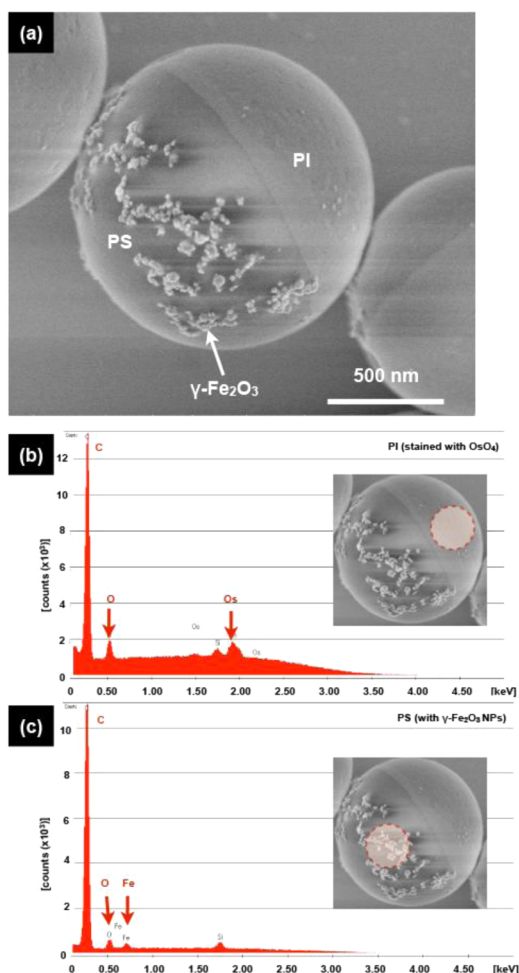 (a)
PI
PS
γ-Fe₂O₃
500 nm
(b)
C
PI (stained with OsO₄)
12
10
8
6
4
2
0
[counts (x10³)]
O
Os
Os
Si
Os
0 0.50 1.00 1.50 2.00 2.50 3.00 3.50 4.00 4.50 [keV]
(c)
C
PS (with γ-Fe₂O₃ NPs)
10
8
6
4
2
0
[counts (x10³)]
O Fe
Fe
O
Fe
Si
0 0.50 1.00 1.50 2.00 2.50 3.00 3.50 4.00 4.50 [keV]